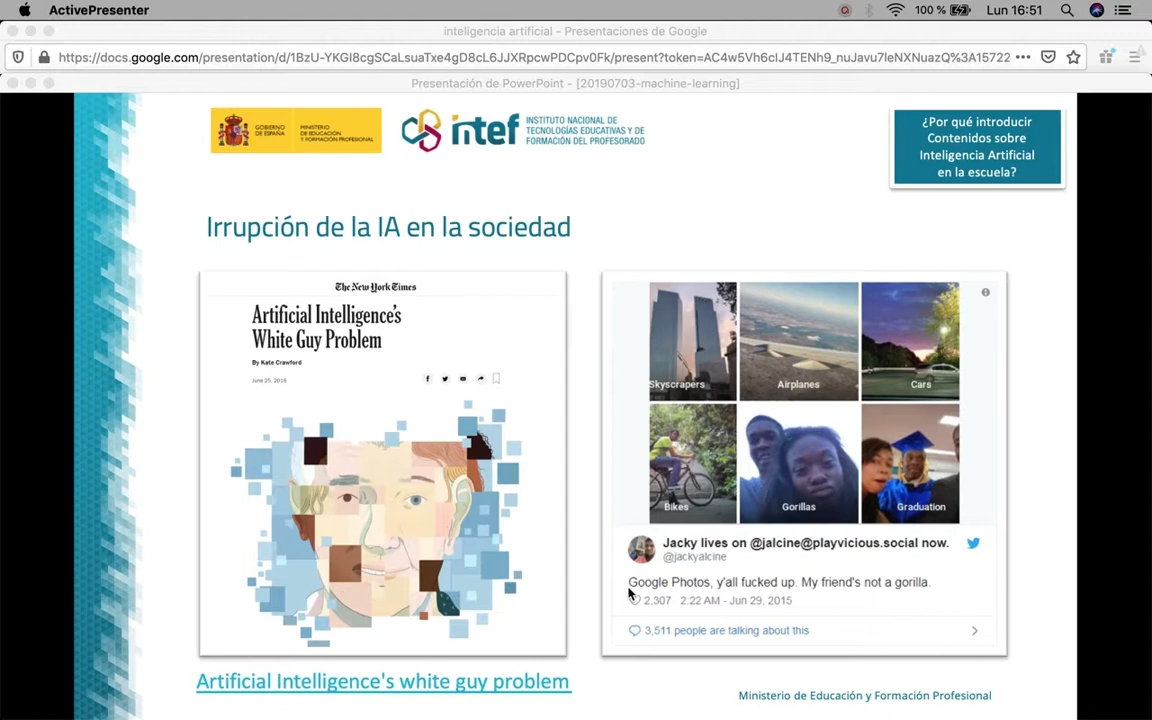 ActivePresenter
100 %
Lun 16:51
inteligencia artificial - Presentaciones de Google
https://docs.google.com/presentation/d/1BzU-YKGI8cgSCaLsuaTxe4gD8cL6JJXRpcwPDCpv0Fk/present?token=AC4w5Vh6clJ4TENh9_nuJavu7leNXNuazQ%3A15722
Presentación de PowerPoint - [20190703-machine-learning]
GOBIERNO
DE ESPAÑA
MINISTERIO
DE EDUCACIÓN
Y FORMACIÓN PROFESIONAL
intef
INSTITUTO NACIONAL DE
TECNOLOGÍAS EDUCATIVAS Y DE
FORMACIÓN DEL PROFESORADO
¿Por qué introducir
Contenidos sobre
Inteligencia Artificial
en la escuela?
Irrupción de la IA en la sociedad
The New York Times
Artificial Intelligence's
White Guy Problem
By Kate Crawford
June 25, 2016
Skyscrapers
Airplanes
Cars
Bikes
Gorillas
Graduation
Jacky lives on @jalcine@playvicious.social now.
@jackyalcine
Google Photos, y'all fucked up. My friend's not a gorilla.
2,307 2:22 AM - Jun 29, 2015
3,511 people are talking about this
Artificial Intelligence's white guy problem
Ministerio de Educación y Formación Profesional